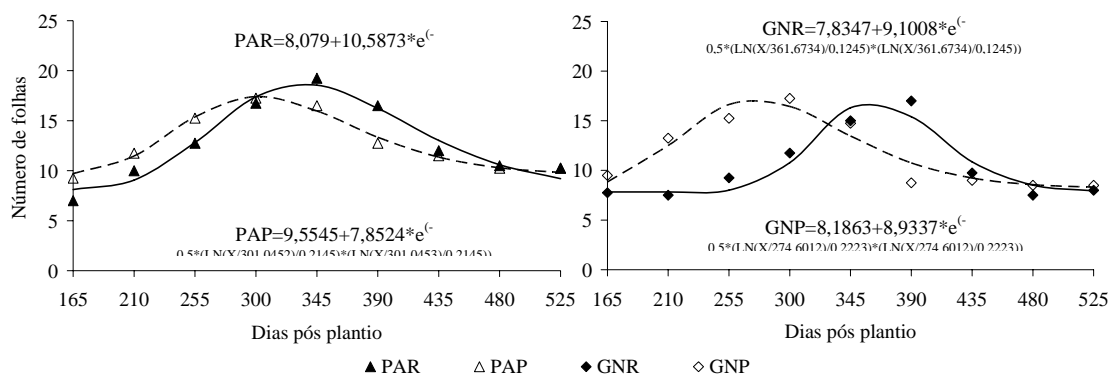 25
20
15
10
5
0
Número de folhas
PAR=8,079+10,5873*e(-
PAP=9,5545+7,8524*e(-
0,5*(LN(X/301,0452)/0,2145)*(LN(X/301,0453)/0,2145))
165 210 255 300 345 390 435 480 525
Dias pós plantio
25
20
15
10
5
0
GNR=7,8347+9,1008*e(-
0,5*(LN(X/361,6734)/0,1245)*(LN(X/361,6734)/0,1245))
GNP=8,1863+8,9337*e(-
0,5*(LN(X/274,6012)/0,2223)*(LN(X/274,6012)/0,2223))
165 210 255 300 345 390 435 480 525
Dias pós plantio
PAR PAP GNR GNP